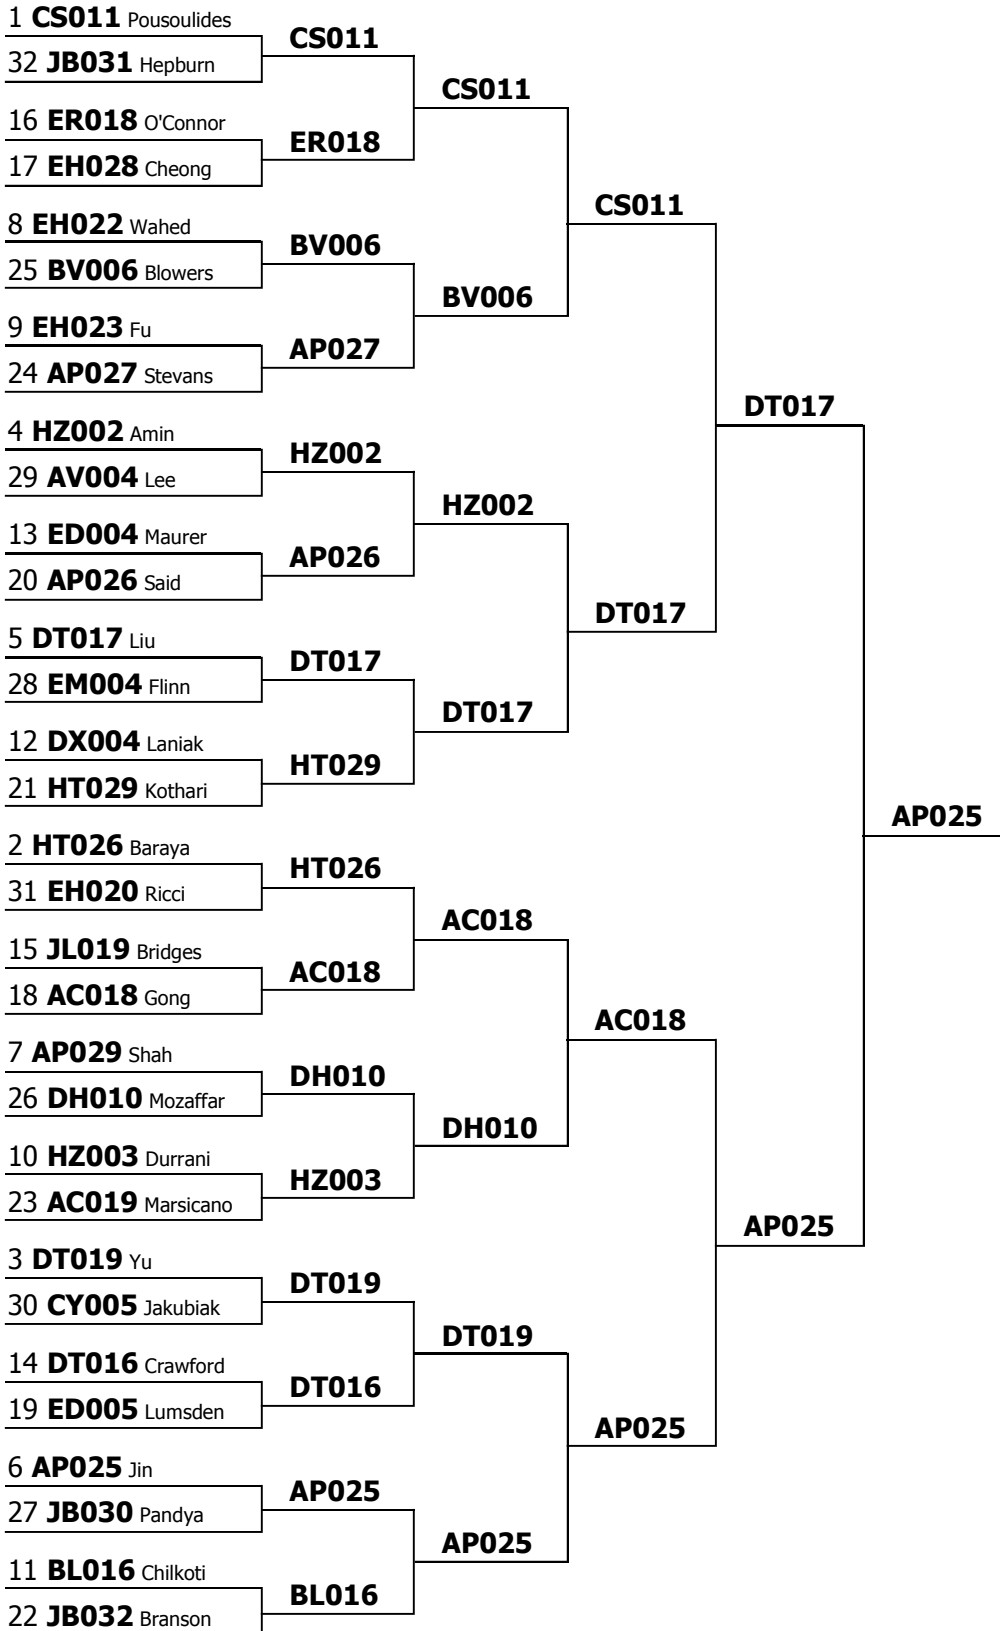 1 CS011 Pousoulides
32 JB031 Hepburn
16 ER018 O'Connor
17 EH028 Cheong
8 EH022 Wahed
25 BV006 Blowers
9 EH023 Fu
24 AP027 Stevans
4 HZ002 Amin
29 AV004 Lee
13 ED004 Maurer
20 AP026 Said
5 DT017 Liu
28 EM004 Flinn
12 DX004 Laniak
21 HT029 Kothari
2 HT026 Baraya
31 EH020 Ricci
15 JL019 Bridges
18 AC018 Gong
7 AP029 Shah
26 DH010 Mozaffar
10 HZ003 Durrani
23 AC019 Marsicano
3 DT019 Yu
30 CY005 Jakubiak
14 DT016 Crawford
19 ED005 Lumsden
6 AP025 Jin
27 JB030 Pandya
11 BL016 Chilkoti
22 JB032 Branson
CS011
ER018
BV006
AP027
HZ002
AP026
DT017
HT029
HT026
AC018
DH010
HZ003
DT019
DT016
AP025
BL016
CS011
BV006
HZ002
DT017
AC018
DH010
DT019
AP025
CS011
DT017
AC018
AP025
DT017
AP025
AP025